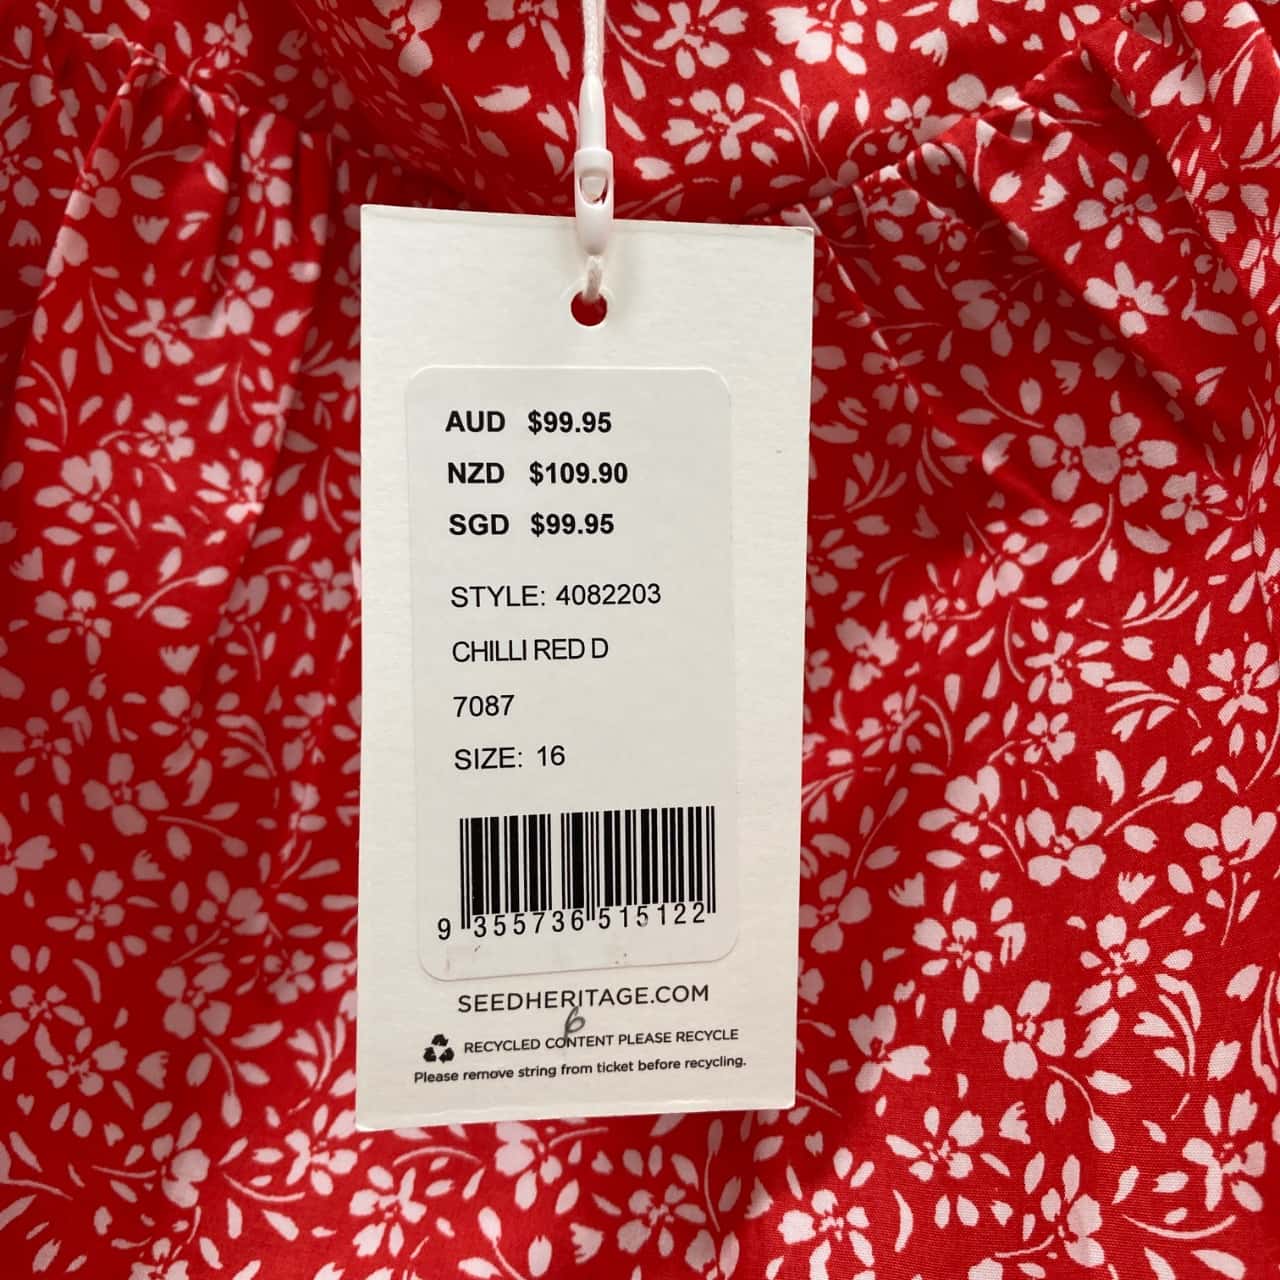 AUD $99.95
NZD $109.90
SGD $99.95
STYLE: 4082203
CHILLI RED D
7087
SIZE: 16
9 355736 515122
SEEDHERITAGE.COM
6
RECYCLED CONTENT PLEASE RECYCLE
Please remove string from ticket before recycling.